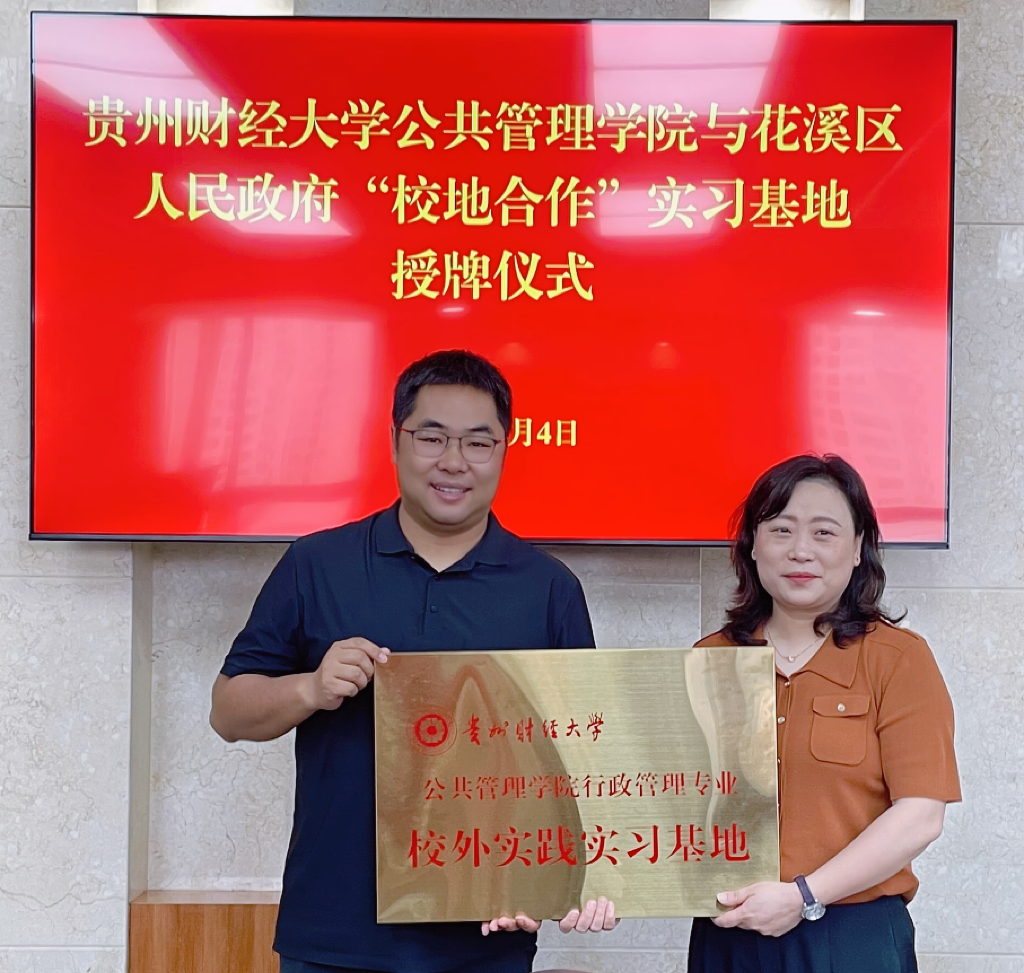 贵州财经大学公共管理学院与花溪区
人民政府“校地合作”实习基地
授牌仪式
月4日
贵州财经大学
公共管理学院行政管理专业
校外实践实习基地